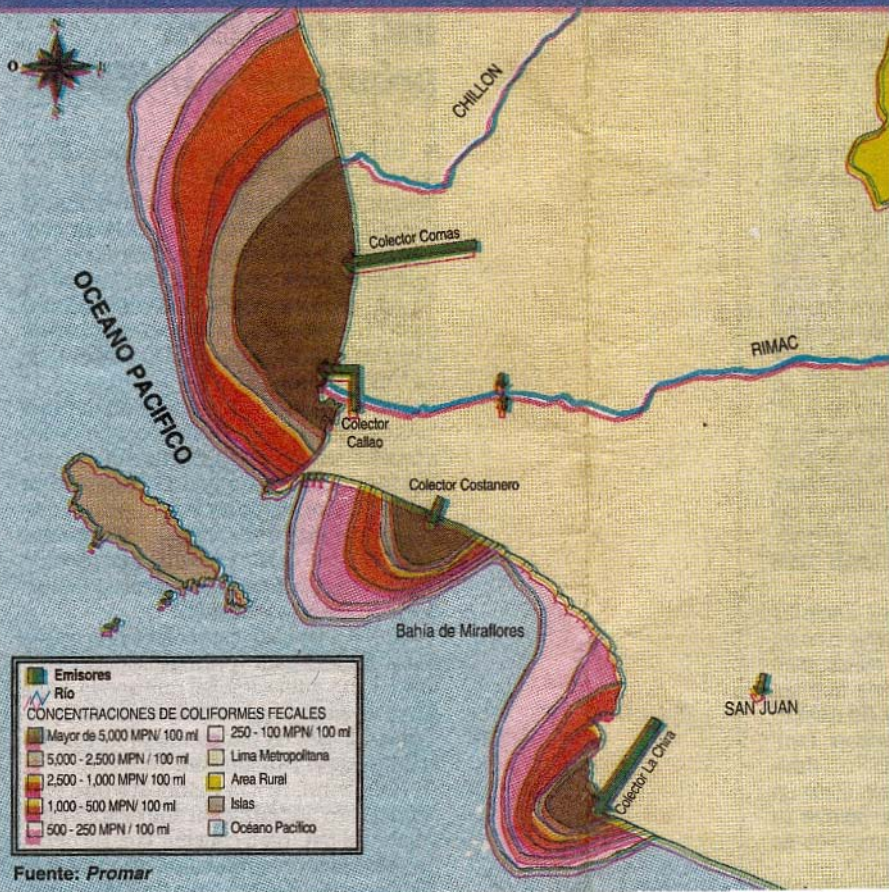 N
O
E
S
CHILLON
Colector Comas
OCEANO PACIFICO
RIMAC
Colector
Callao
Colector Costanero
Bahía de Miraflores
SAN JUAN
Colector La Chira
Emisores
Río
CONCENTRACIONES DE COLIFORMES FECALES
Mayor de 5,000 MPN/ 100 ml
5,000 - 2,500 MPN / 100 ml
2,500 - 1,000 MPN/ 100 ml
1,000 - 500 MPN/ 100 ml
500 - 250 MPN / 100 ml
250 - 100 MPN/ 100 ml
Lima Metropolitana
Area Rural
Islas
Océano Pacífico
Fuente: Promar